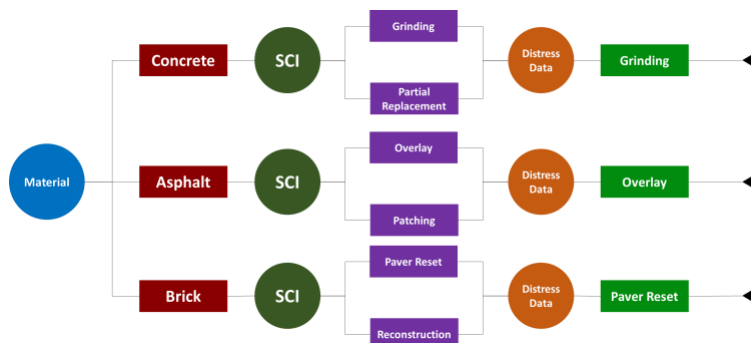 Material
Concrete
SCI
Grinding
Partial
Replacement
Distress
Data
Grinding
Asphalt
SCI
Overlay
Patching
Distress
Data
Overlay
Brick
SCI
Paver Reset
Reconstruction
Distress
Data
Paver Reset